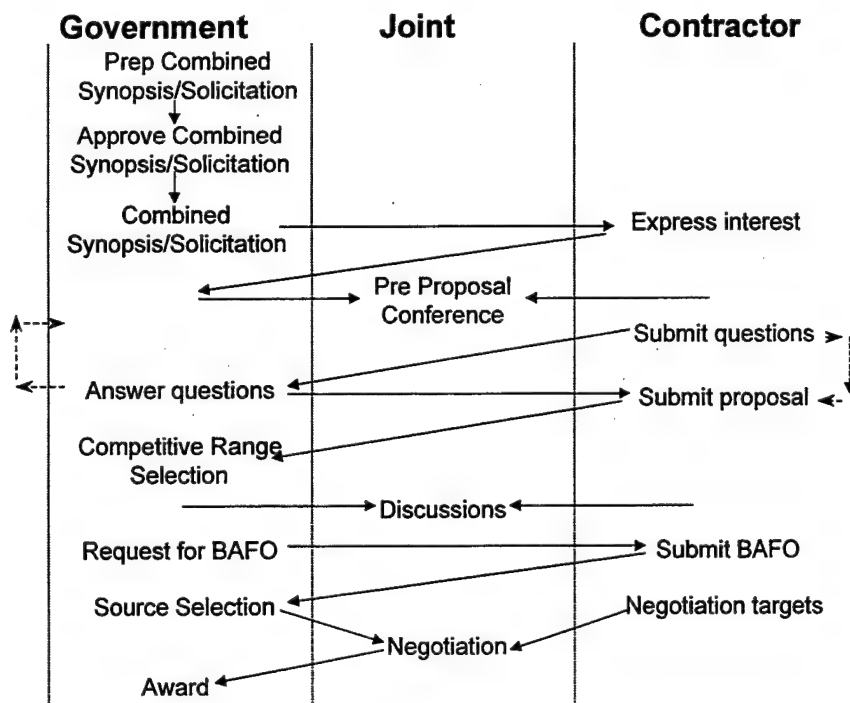 Government Joint Contractor
Prep Combined
Synopsis/Solicitation
Approve Combined
Synopsis/Solicitation
Combined
Synopsis/Solicitation
Express interest
Pre Proposal
Conference
Submit questions
Answer questions
Submit proposal
Competitive Range
Selection
Discussions
Request for BAFO
Submit BAFO
Source Selection
Negotiation targets
Negotiation
Award